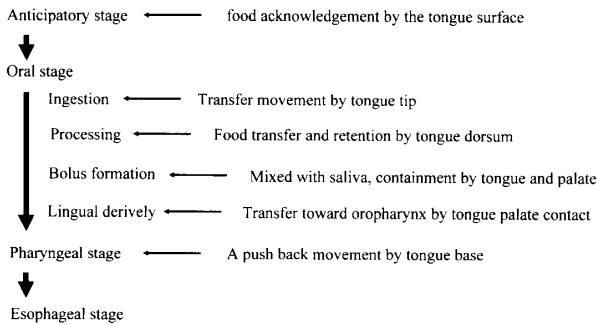 Anticipatory stage food acknowledgement by the tongue surface
Oral stage
Ingestion Transfer movement by tongue tip
Processing Food transfer and retention by tongue dorsum
Bolus formation Mixed with saliva, containment by tongue and palate
Lingual derively Transfer toward oropharynx by tongue palate contact
Pharyngeal stage A push back movement by tongue base
Esophageal stage